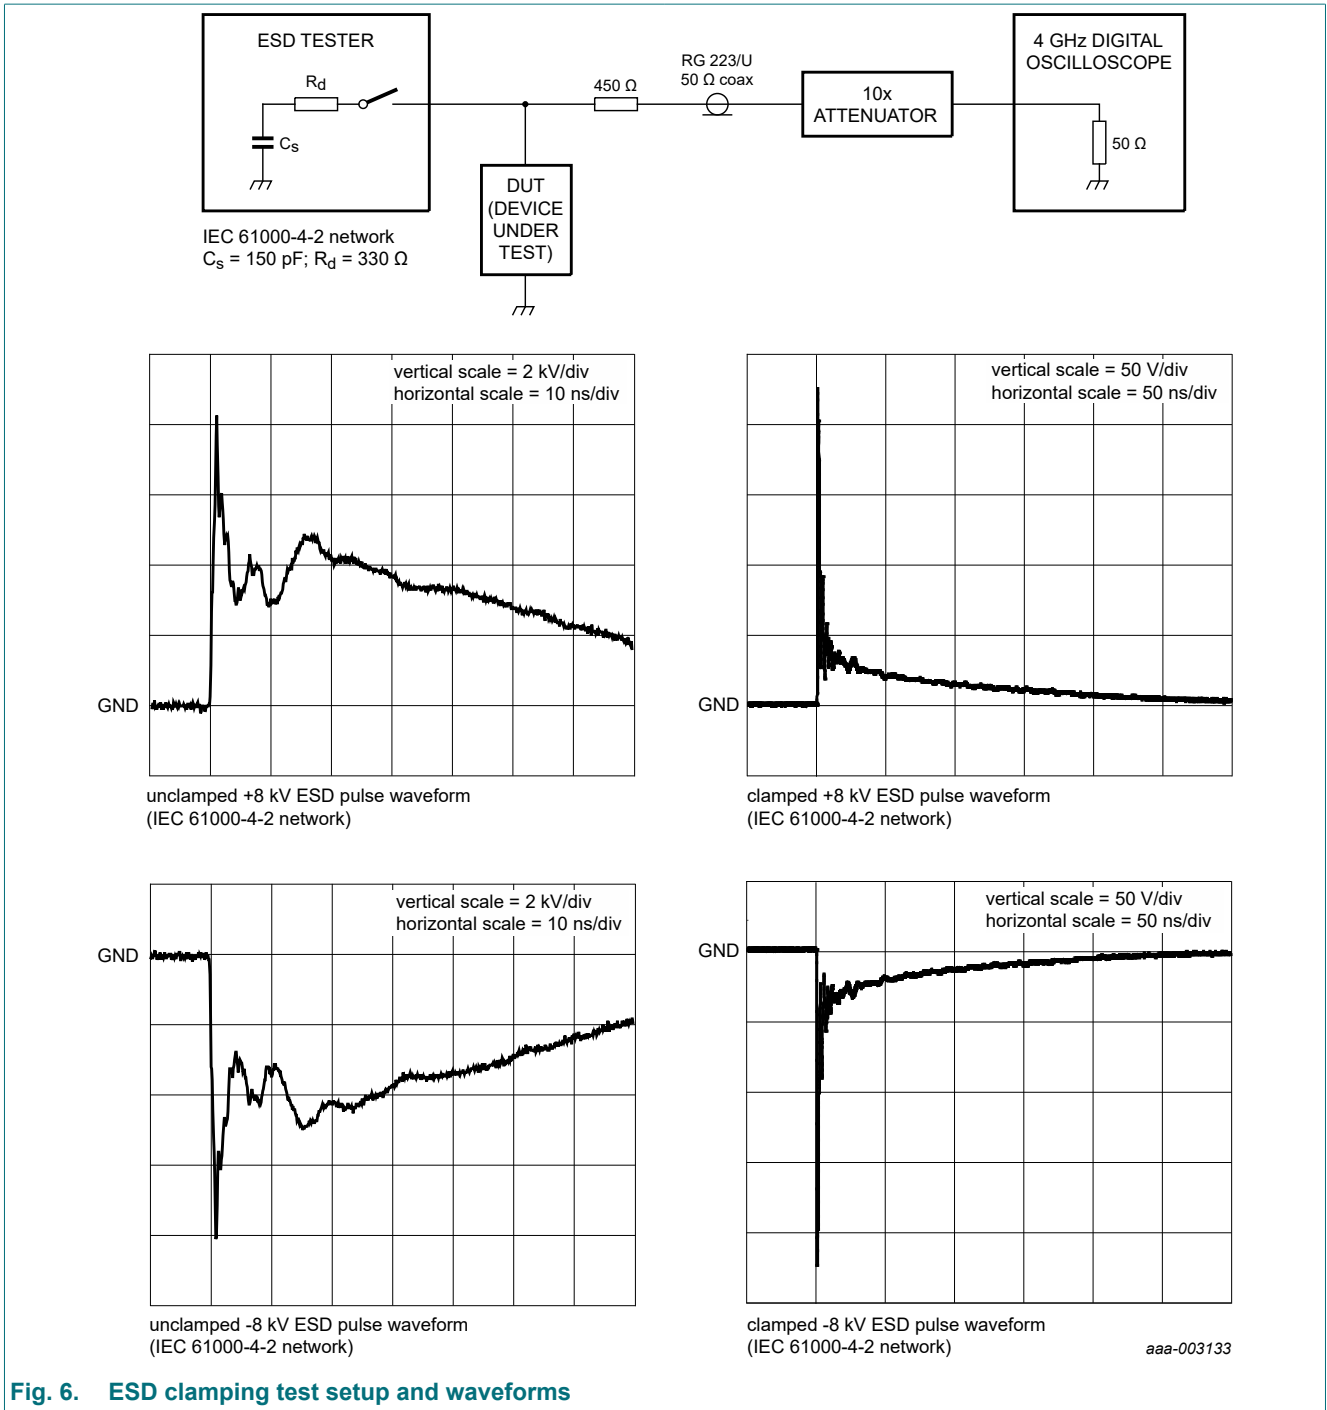 ESD TESTER
Rd
Cs
IEC 61000-4-2 network
Cs = 150 pF; Rd = 330 Ω
DUT
(DEVICE
UNDER
TEST)
450 Ω
RG 223/U
50 Ω coax
10x
ATTENUATOR
4 GHz DIGITAL
OSCILLOSCOPE
50 Ω
vertical scale = 2 kV/div
horizontal scale = 10 ns/div
GND
unclamped +8 kV ESD pulse waveform
(IEC 61000-4-2 network)
vertical scale = 50 V/div
horizontal scale = 50 ns/div
GND
clamped +8 kV ESD pulse waveform
(IEC 61000-4-2 network)
vertical scale = 2 kV/div
horizontal scale = 10 ns/div
GND
unclamped -8 kV ESD pulse waveform
(IEC 61000-4-2 network)
vertical scale = 50 V/div
horizontal scale = 50 ns/div
GND
clamped -8 kV ESD pulse waveform
(IEC 61000-4-2 network)
aaa-003133
Fig. 6. ESD clamping test setup and waveforms